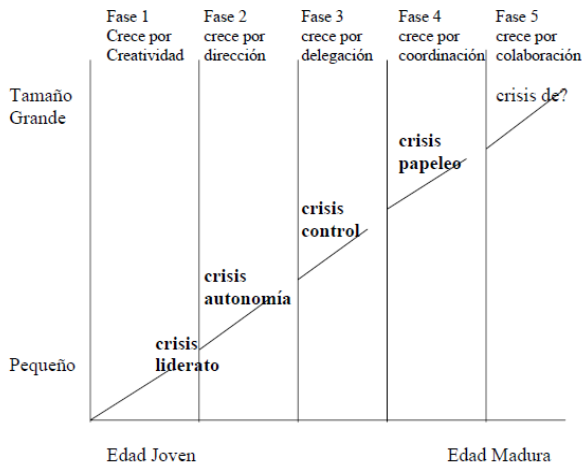 Fase 1
Crece por
Creatividad
Fase 2
crece por
dirección
Fase 3
crece por
delegación
Fase 4
crece por
coordinación
Fase 5
crece por
colaboración
Tamaño
Grande
crisis de?
crisis
papeleo
crisis
control
crisis
autonomía
crisis
liderato
Pequeño
Edad Joven
Edad Madura